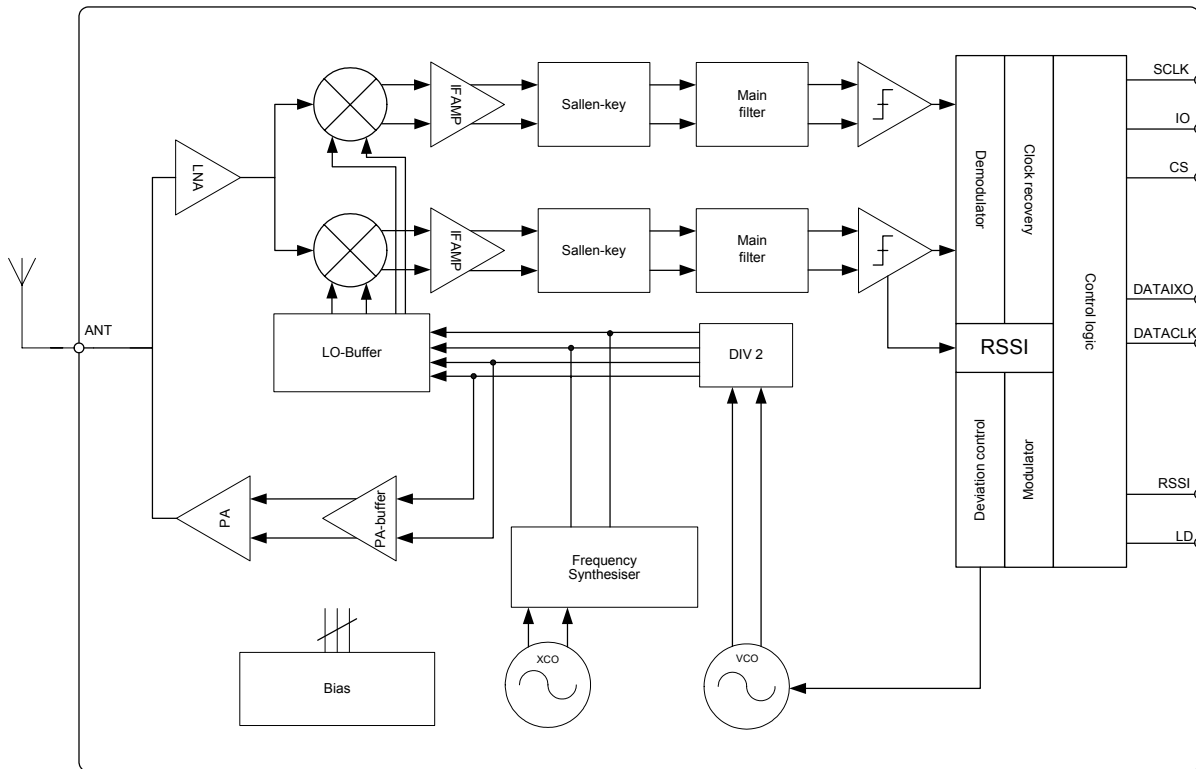 SCLK
IFAMP
Sallen-key
Main
filter
IO
CS
LNA
Demodulator
Clock recovery
IFAMP
Sallen-key
Main
filter
Control logic
DATAIXO
ANT
DATACLK
LO-Buffer
DIV 2
RSSI
Deviation control
Modulator
RSSI
PA
PA-buffer
LD
Frequency
Synthesiser
XCO
VCO
Bias